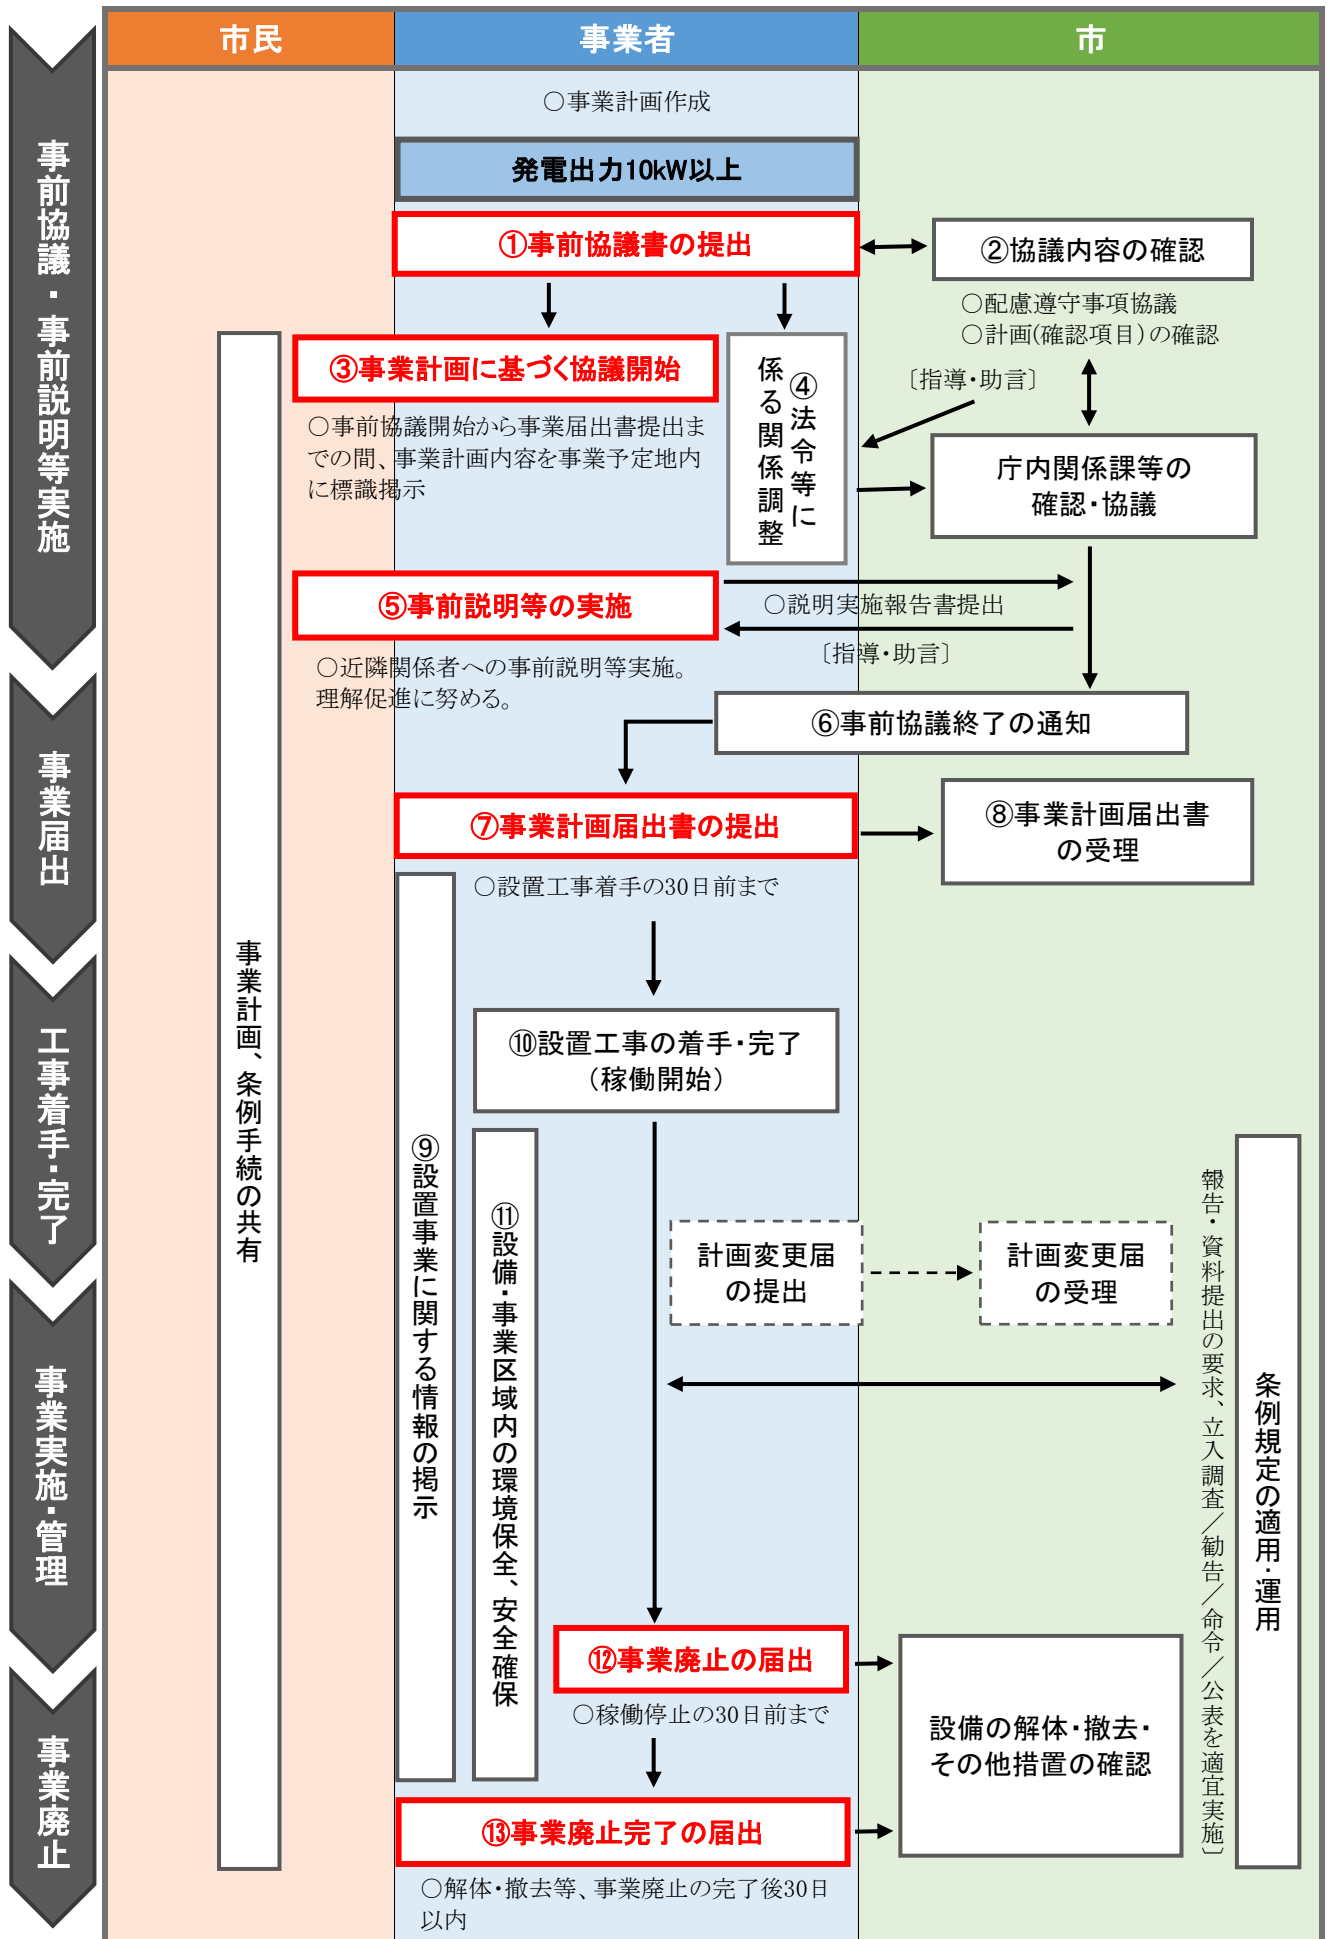 市民
事業者
市
事前協議・事前説明等実施
事業届出
工事着手・完了
事業実施・管理
事業廃止
○事業計画作成
発電出力10kW以上
①事前協議書の提出
②協議内容の確認
○配慮遵守事項協議
○計画(確認項目)の確認
③事業計画に基づく協議開始
○事前協議開始から事業届出書提出ま
での間、事業計画内容を事業予定地内
に標識掲示
④法令等に
係る関係調整
〔指導・助言〕
庁内関係課等の
確認・協議
⑤事前説明等の実施
○説明実施報告書提出
〔指導・助言〕
○近隣関係者への事前説明等実施。
理解促進に努める。
⑥事前協議終了の通知
⑦事業計画届出書の提出
⑧事業計画届出書
の受理
○設置工事着手の30日前まで
事業計画、条例手続の共有
⑨設置事業に関する情報の掲示
⑩設置工事の着手・完了
（稼働開始）
⑪設備・事業区域内の環境保全、安全確保
計画変更届
の提出
計画変更届
の受理
報告・資料提出の要求、立入調査／勧告／命令／公表を適宜実施〕
条例規定の適用・運用
⑫事業廃止の届出
○稼働停止の30日前まで
設備の解体・撤去・
その他措置の確認
⑬事業廃止完了の届出
○解体・撤去等、事業廃止の完了後30日
以内